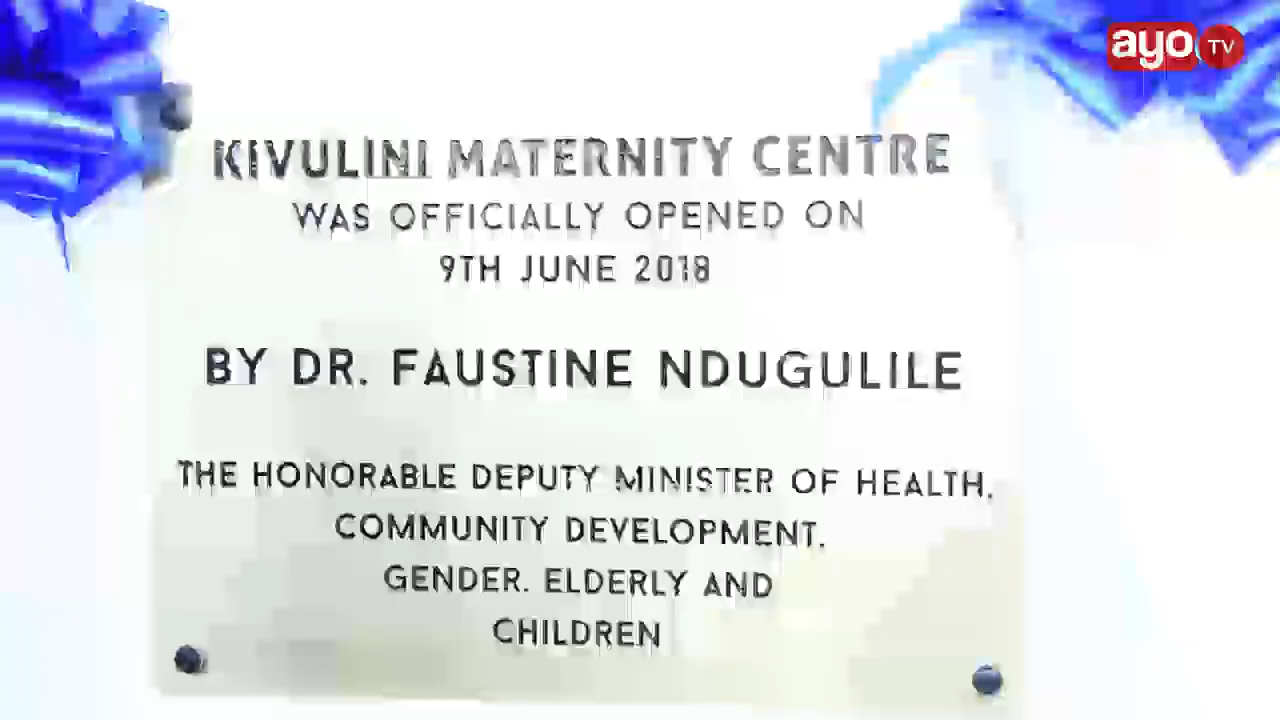 ayo TV
KIVULINI MATERNITY CENTRE
WAS OFFICIALLY OPENED ON
9TH JUNE 2018
BY DR. FAUSTINE NDUGULILE
THE HONORABLE DEPUTY MINISTER OF HEALTH,
COMMUNITY DEVELOPMENT,
GENDER, ELDERLY AND
CHILDREN